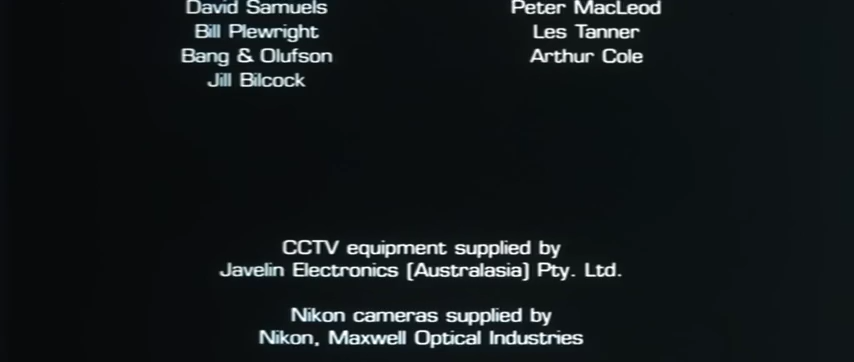 David Samuels
Bill Plewright
Bang & Olufson
Jill Bilcock
Peter MacLeod
Les Tanner
Arthur Cole
CCTV equipment supplied by
Javelin Electronics (Australasia) Pty. Ltd.
Nikon cameras supplied by
Nikon, Maxwell Optical Industries